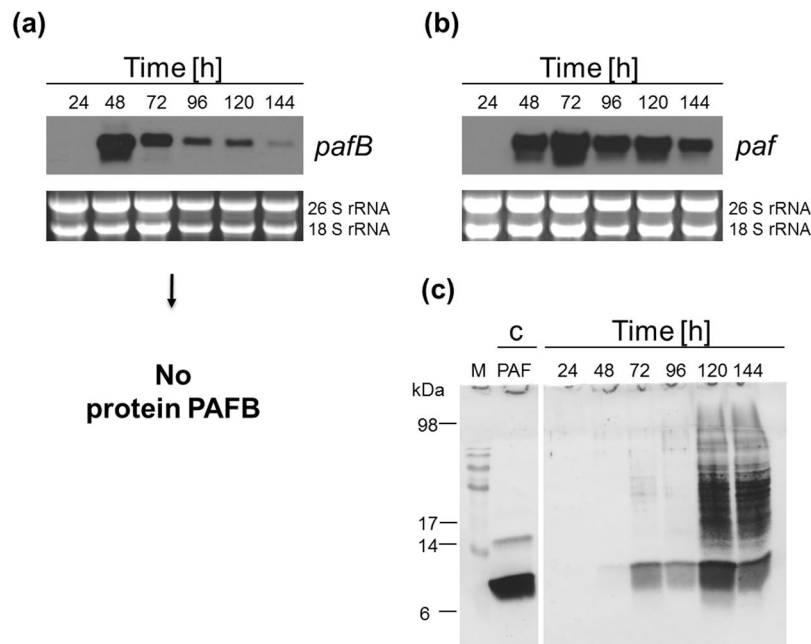 (a)
Time [h]
24 48 72 96 120 144
pafB
26 S rRNA
18 S rRNA
No
protein PAFB
(b)
Time [h]
24 48 72 96 120 144
paf
26 S rRNA
18 S rRNA
(c)
c Time [h]
M PAF 24 48 72 96 120 144
kDa
98
17
14
6